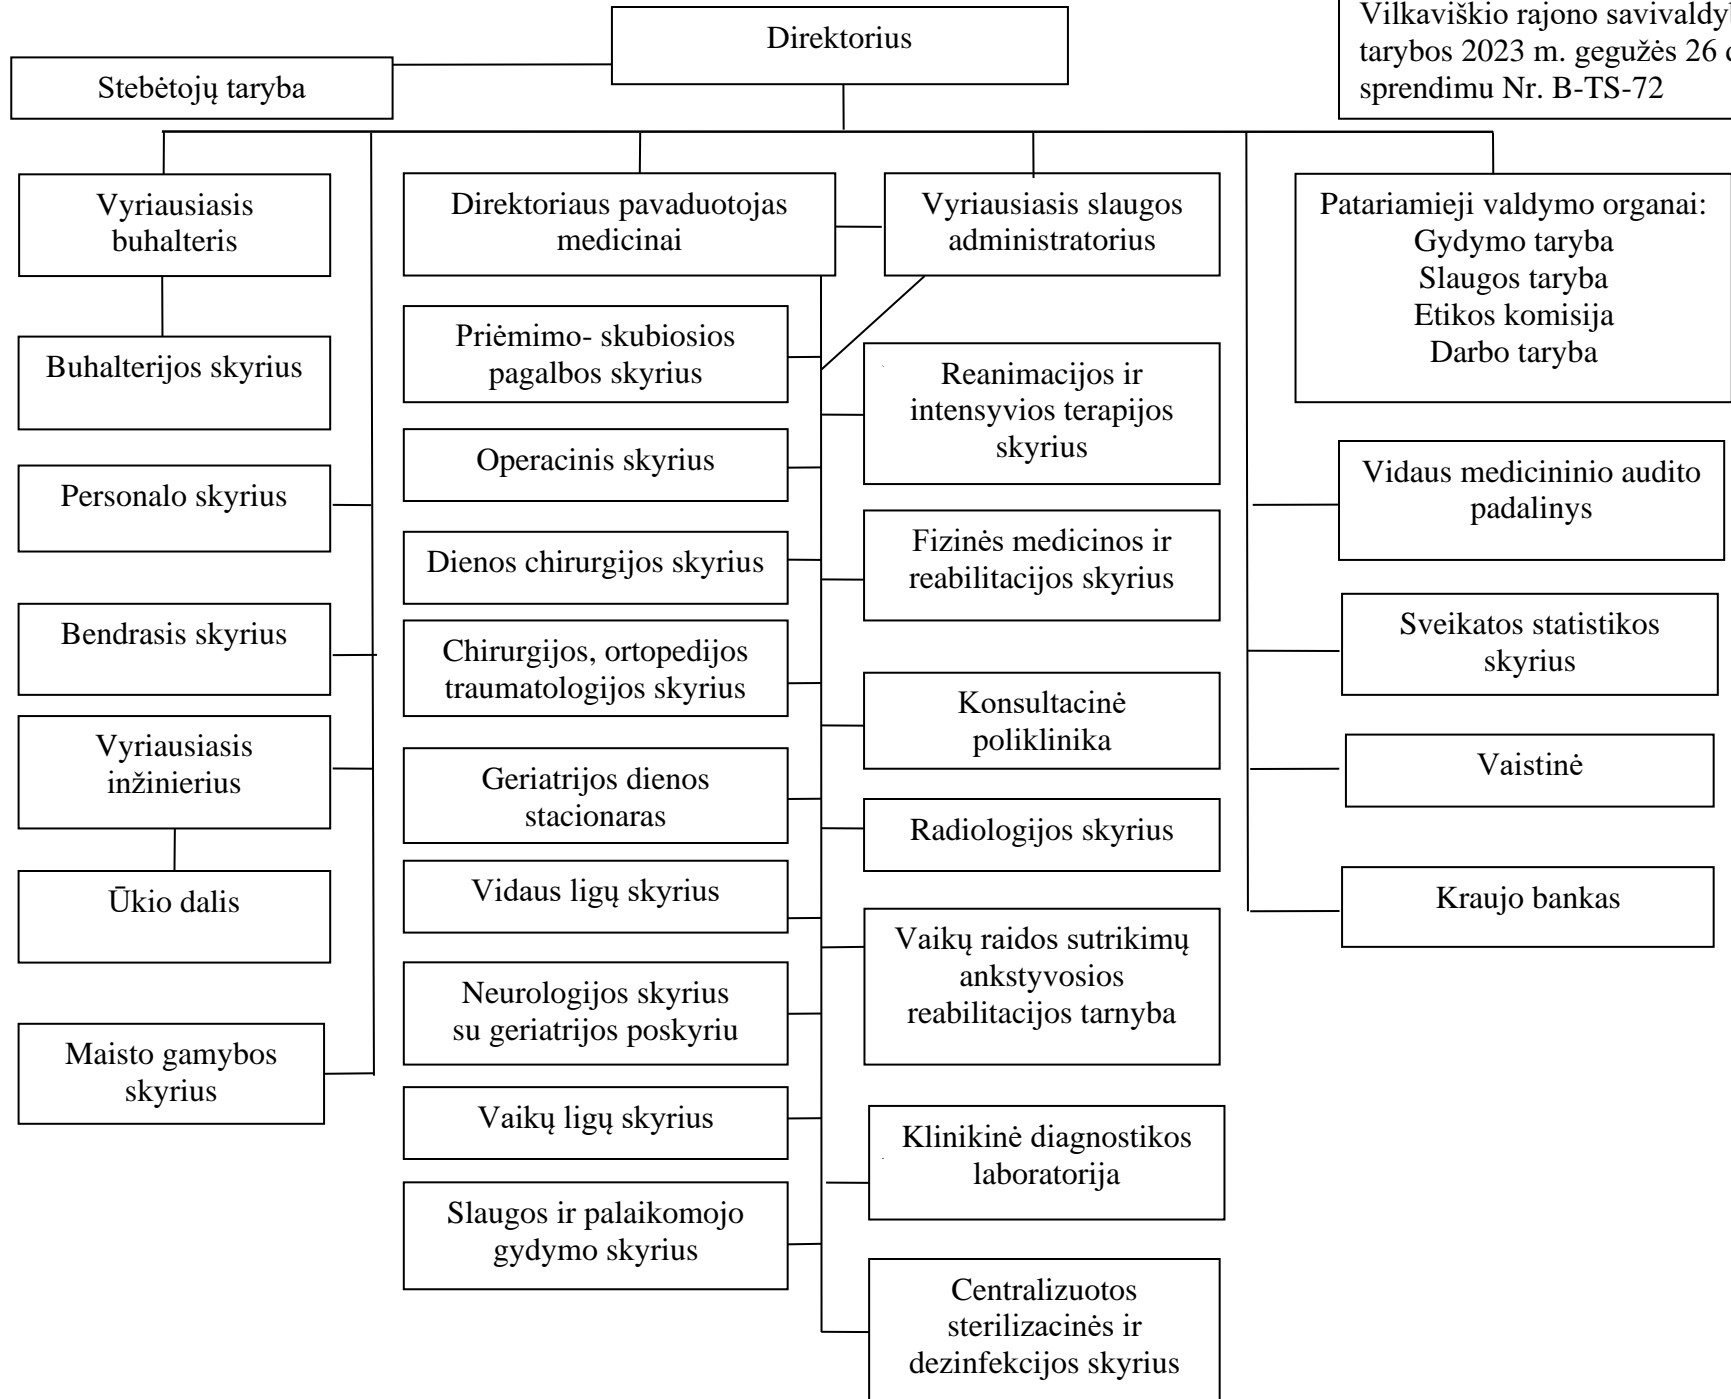 Direktorius
Stebėtojų taryba
Vilkaviškio rajono
tarybos 2023 m. gegužės 26
sprendimu Nr. B-TS-72
Vyriausiasis
buhalteris
Buhalterijos skyrius
Personalo skyrius
Bendrasis skyrius
Vyriausiasis
inžinierius
Ūkio dalis
Maisto gamybos
skyrius
Direktoriaus pavaduotojas
medicinai
Priėmimo- skubiosios
pagalbos skyrius
Operacinis skyrius
Dienos chirurgijos skyrius
Chirurgijos, ortopedijos
traumatologijos skyrius
Geriatrijos dienos
stacionaras
Vidaus ligų skyrius
Neurologijos skyrius
su geriatrijos poskyriu
Vaikų ligų skyrius
Slaugos ir palaikomojo
gydymo skyrius
Vyriausiasis slaugos
administratorius
Reanimacijos ir
intensyvios terapijos
skyrius
Fizinės medicinos ir
reabilitacijos skyrius
Konsultacinė
poliklinika
Radiologijos skyrius
Vaikų raidos sutrikimų
ankstyvosios
reabilitacijos tarnyba
Klinikinė diagnostikos
laboratorija
Centralizuotos
sterilizacinės ir
dezinfekcijos skyrius
Patariamieji valdymo organai:
Gydymo taryba
Slaugos taryba
Etikos komisija
Darbo taryba
Vidaus medicininio audito
padalinys
Sveikatos statistikos
skyrius
Vaistinė
Kraujo bankas